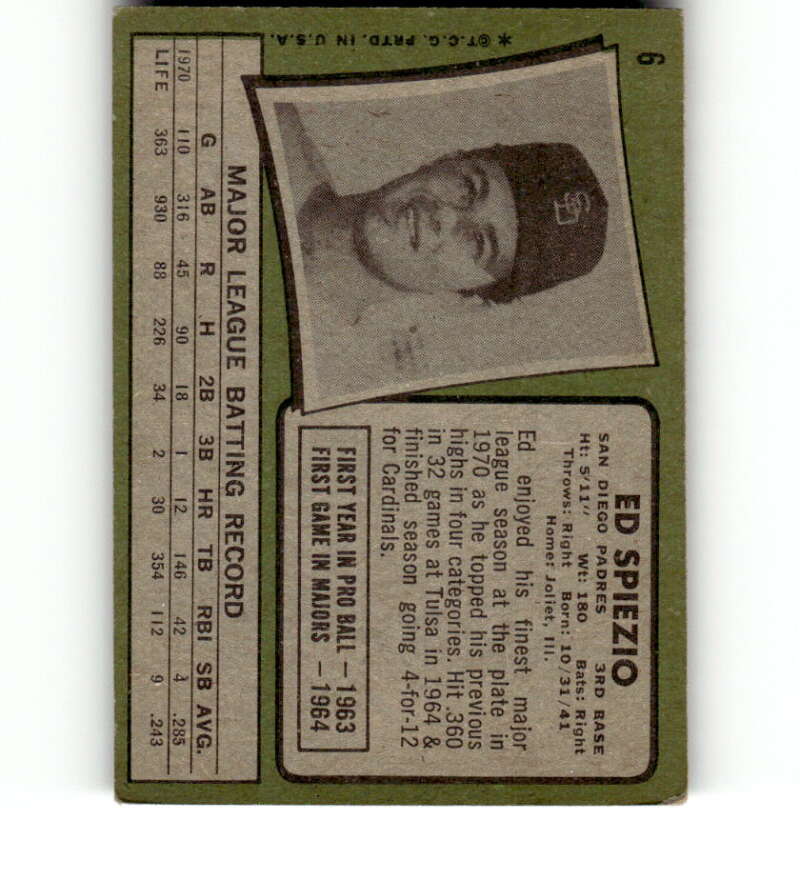 6
ED SPIEZIO
SAN DIEGO PADRES 3RD BASE
Ht: 5'11" Wt: 180 Bats: Right
Throws: Right Born: 10/31/41
Home: Joliet, Ill.
Ed enjoyed his finest major
league season at the plate in
1970 as he topped his previous
highs in four categories. Hit .360
in 32 games at Tulsa in 1964 &
finished season going 4-for-12
for Cardinals.
FIRST YEAR IN PRO BALL — 1963
FIRST GAME IN MAJORS — 1964
SD
MAJOR LEAGUE BATTING RECORD
G AB R H 2B 3B HR TB RBI SB AVG.
1970 110 316 45 90 18 1 12 146 42 4 .285
LIFE 363 930 88 226 34 2 30 354 112 9 .243
* © T.C.G. PRTD. IN U.S.A.